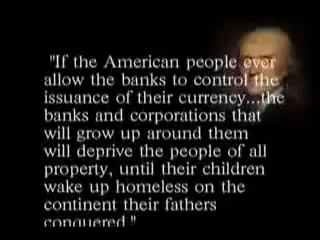 "If the American people ever
allow the banks to control the
issuance of their currency...the
banks and corporations that
will grow up around them
will deprive the people of all
property, until their children
wake up homeless on the
continent their fathers
conquered."